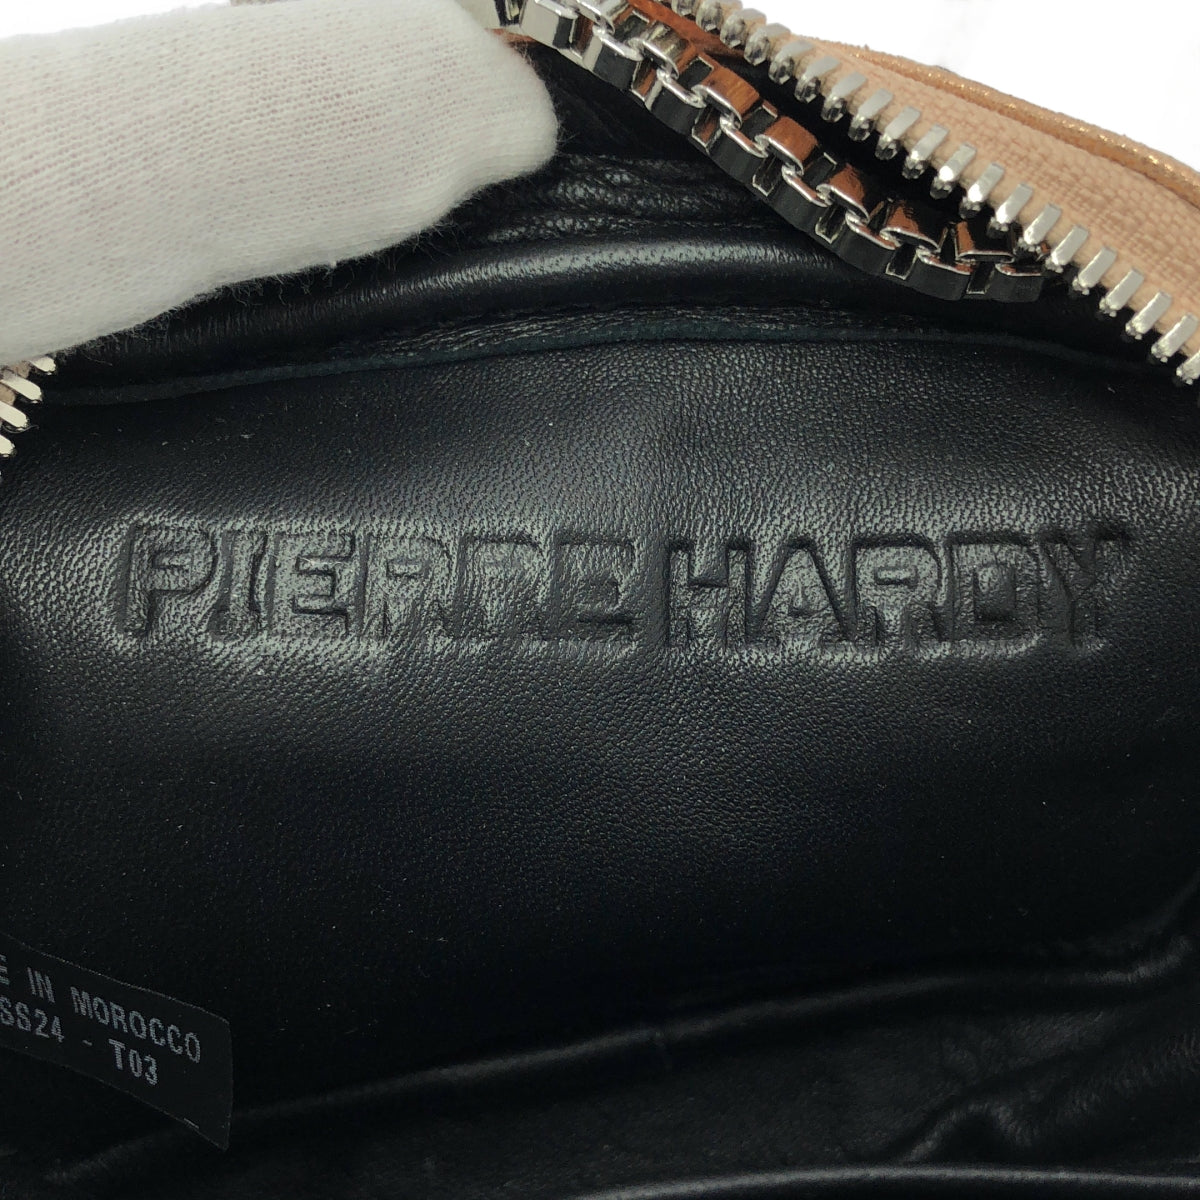 PIERRE HARDY
E IN MOROCCO
SS24 - T03